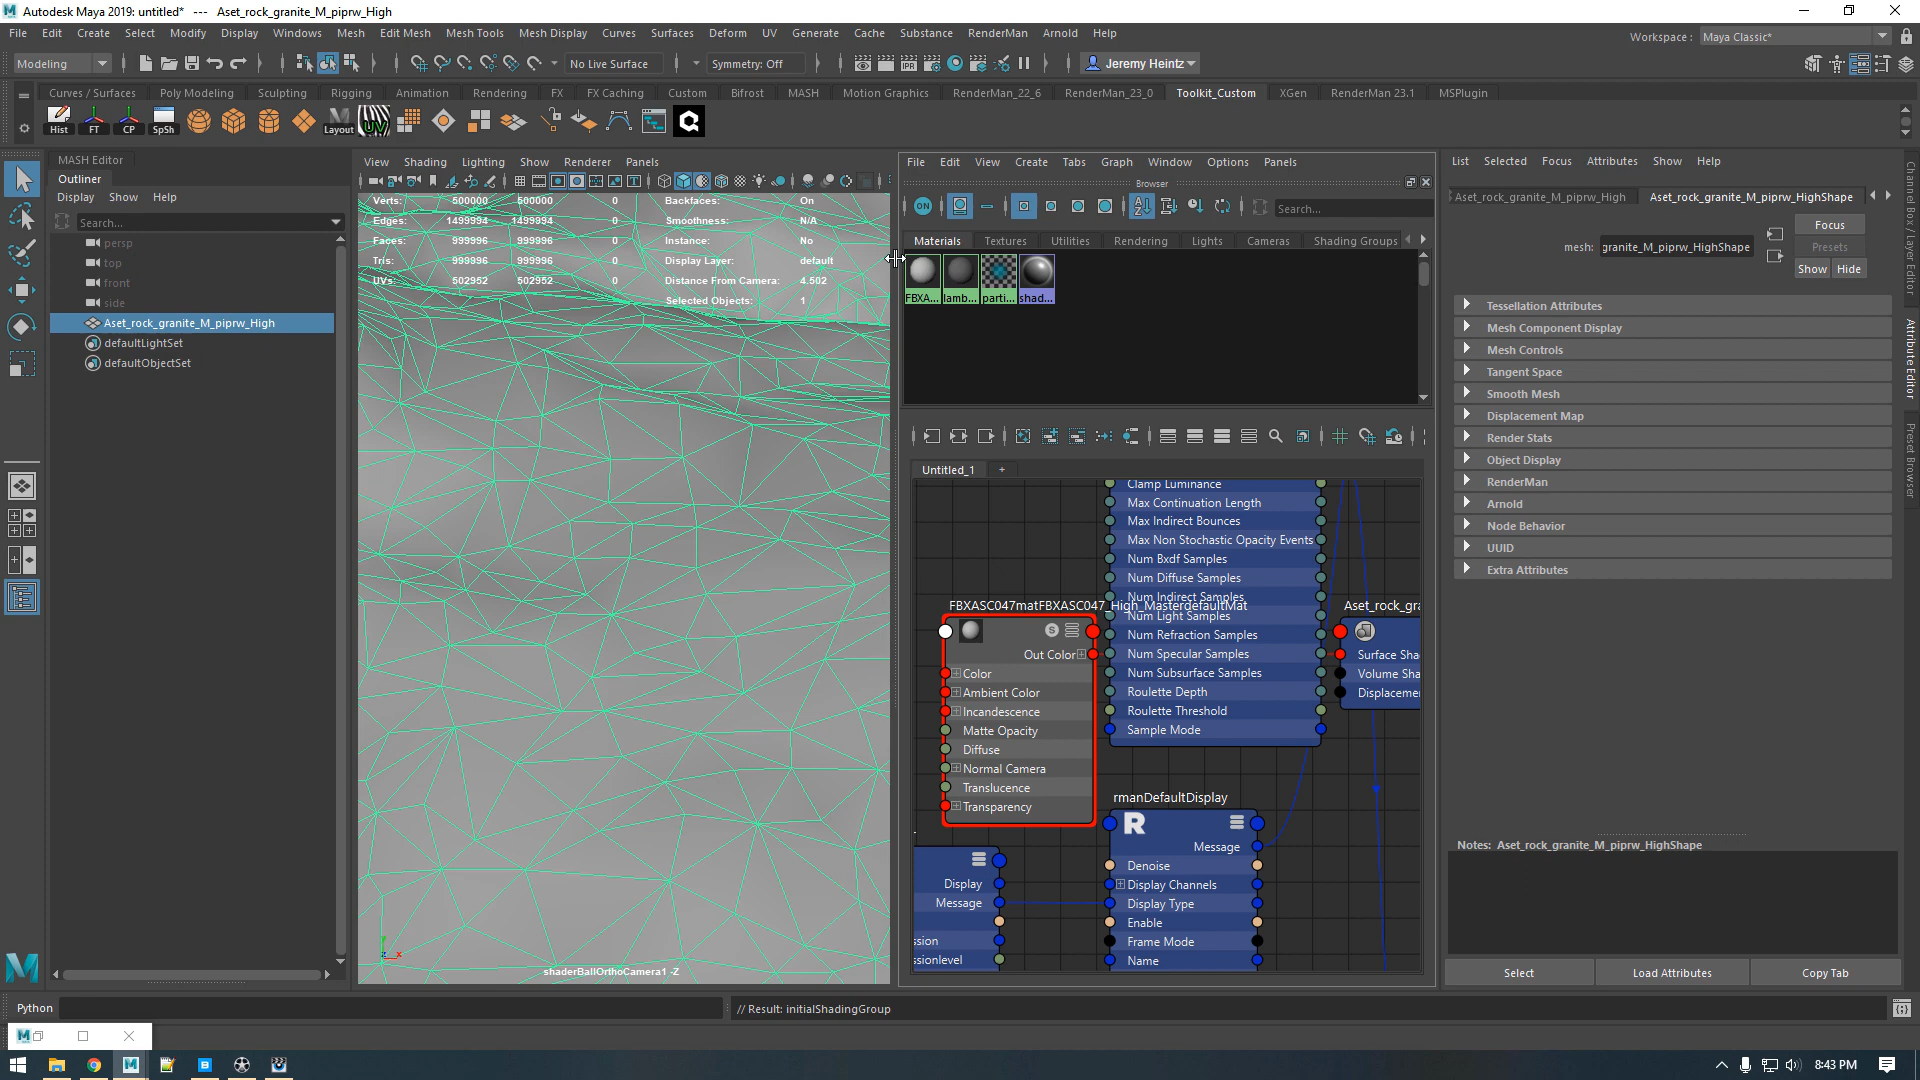 Autodesk Maya 2019: untitled*   ---   Aset_rock_granite_M_piprw_High
File Edit Create Select Modify Display Windows Mesh Edit Mesh Mesh Tools Mesh Display Curves Surfaces Deform UV Generate Cache Substance RenderMan Arnold Help
Workspace : Maya Classic*
Modeling No Live Surface Symmetry: Off Jeremy Heintz
Curves / Surfaces Poly Modeling Sculpting Rigging Animation Rendering FX FX Caching Custom Bifrost MASH Motion Graphics RenderMan_22_6 RenderMan_23_0 Toolkit_Custom XGen RenderMan 23.1 MSPlugin
Hist FT CP SpSh Layout UV
MASH Editor
Outliner
Display Show Help
Search...
persp
top
front
side
Aset_rock_granite_M_piprw_High
defaultLightSet
defaultObjectSet
View Shading Lighting Show Renderer Panels
Verts: 500000 500000 0 Backfaces: On
Edges: 1499994 1499994 0 Smoothness: N/A
Faces: 999996 999996 0 Instance: No
Tris: 999996 999996 0 Display Layer: default
UVs: 502952 502952 0 Distance From Camera: 4.502
Selected Objects: 1
shaderBallOrthoCamera1 -Z
File Edit View Create Tabs Graph Window Options Panels
Browser
ON Search...
Materials Textures Utilities Rendering Lights Cameras Shading Groups
FBXA... lamb... parti... shad...
Untitled_1 +
Clamp Luminance
Max Continuation Length
Max Indirect Bounces
Max Non Stochastic Opacity Events
Num Bxdf Samples
Num Diffuse Samples
Num Indirect Samples
Num Light Samples
Num Refraction Samples
Num Specular Samples
Num Subsurface Samples
Roulette Depth
Roulette Threshold
Sample Mode
FBXASC047matFBXASC047_High_MasterdefaultMat
S
Out Color
Color
Ambient Color
Incandescence
Matte Opacity
Diffuse
Normal Camera
Translucence
Transparency
Aset_rock_gra
Surface Sha
Volume Sha
Displaceme
rmanDefaultDisplay
R
Message
Denoise
Display Channels
Display Type
Enable
Frame Mode
Name
Display
Message
ssion
ssionlevel
List Selected Focus Attributes Show Help
Aset_rock_granite_M_piprw_High Aset_rock_granite_M_piprw_HighShape
mesh: granite_M_piprw_HighShape
Focus
Presets
Show Hide
Tessellation Attributes
Mesh Component Display
Mesh Controls
Tangent Space
Smooth Mesh
Displacement Map
Render Stats
Object Display
RenderMan
Arnold
Node Behavior
UUID
Extra Attributes
Notes: Aset_rock_granite_M_piprw_HighShape
Select Load Attributes Copy Tab
Channel Box / Layer Editor
Attribute Editor
Preset Browser
Python
// Result: initialShadingGroup
8:43 PM